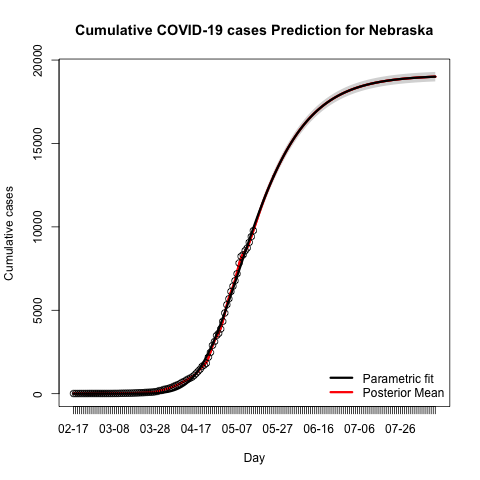 Cumulative COVID-19 cases Prediction for Nebraska
Cumulative cases
20000
15000
10000
5000
0
Parametric fit
Posterior Mean
02-17 03-08 03-28 04-17 05-07 05-27 06-16 07-06 07-26
Day